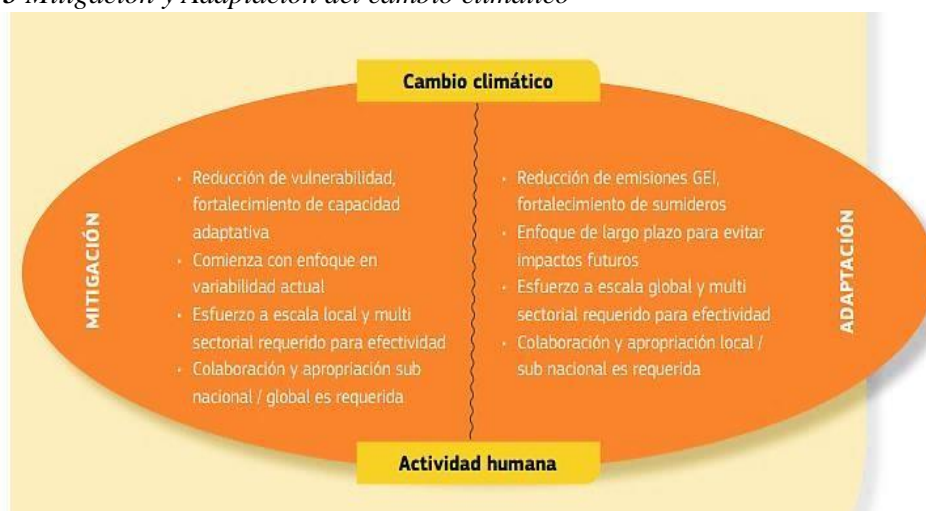 3 Mitigación y Adaptación del cambio climático
Cambio climático
MITIGACIÓN
• Reducción de vulnerabilidad,
fortalecimiento de capacidad
adaptativa
• Comienza con enfoque en
variabilidad actual
• Esfuerzo a escala local y multi
sectorial requerido para efectividad
• Colaboración y apropriación sub
nacional / global es requerida
• Reducción de emisiones GEI,
fortalecimiento de sumideros
• Enfoque de largo plazo para evitar
impactos futuros
• Esfuerzo a escala global y multi
sectorial requerido para efectividad
• Colaboración y apropriación local /
sub nacional es requerida
ADAPTACIÓN
Actividad humana